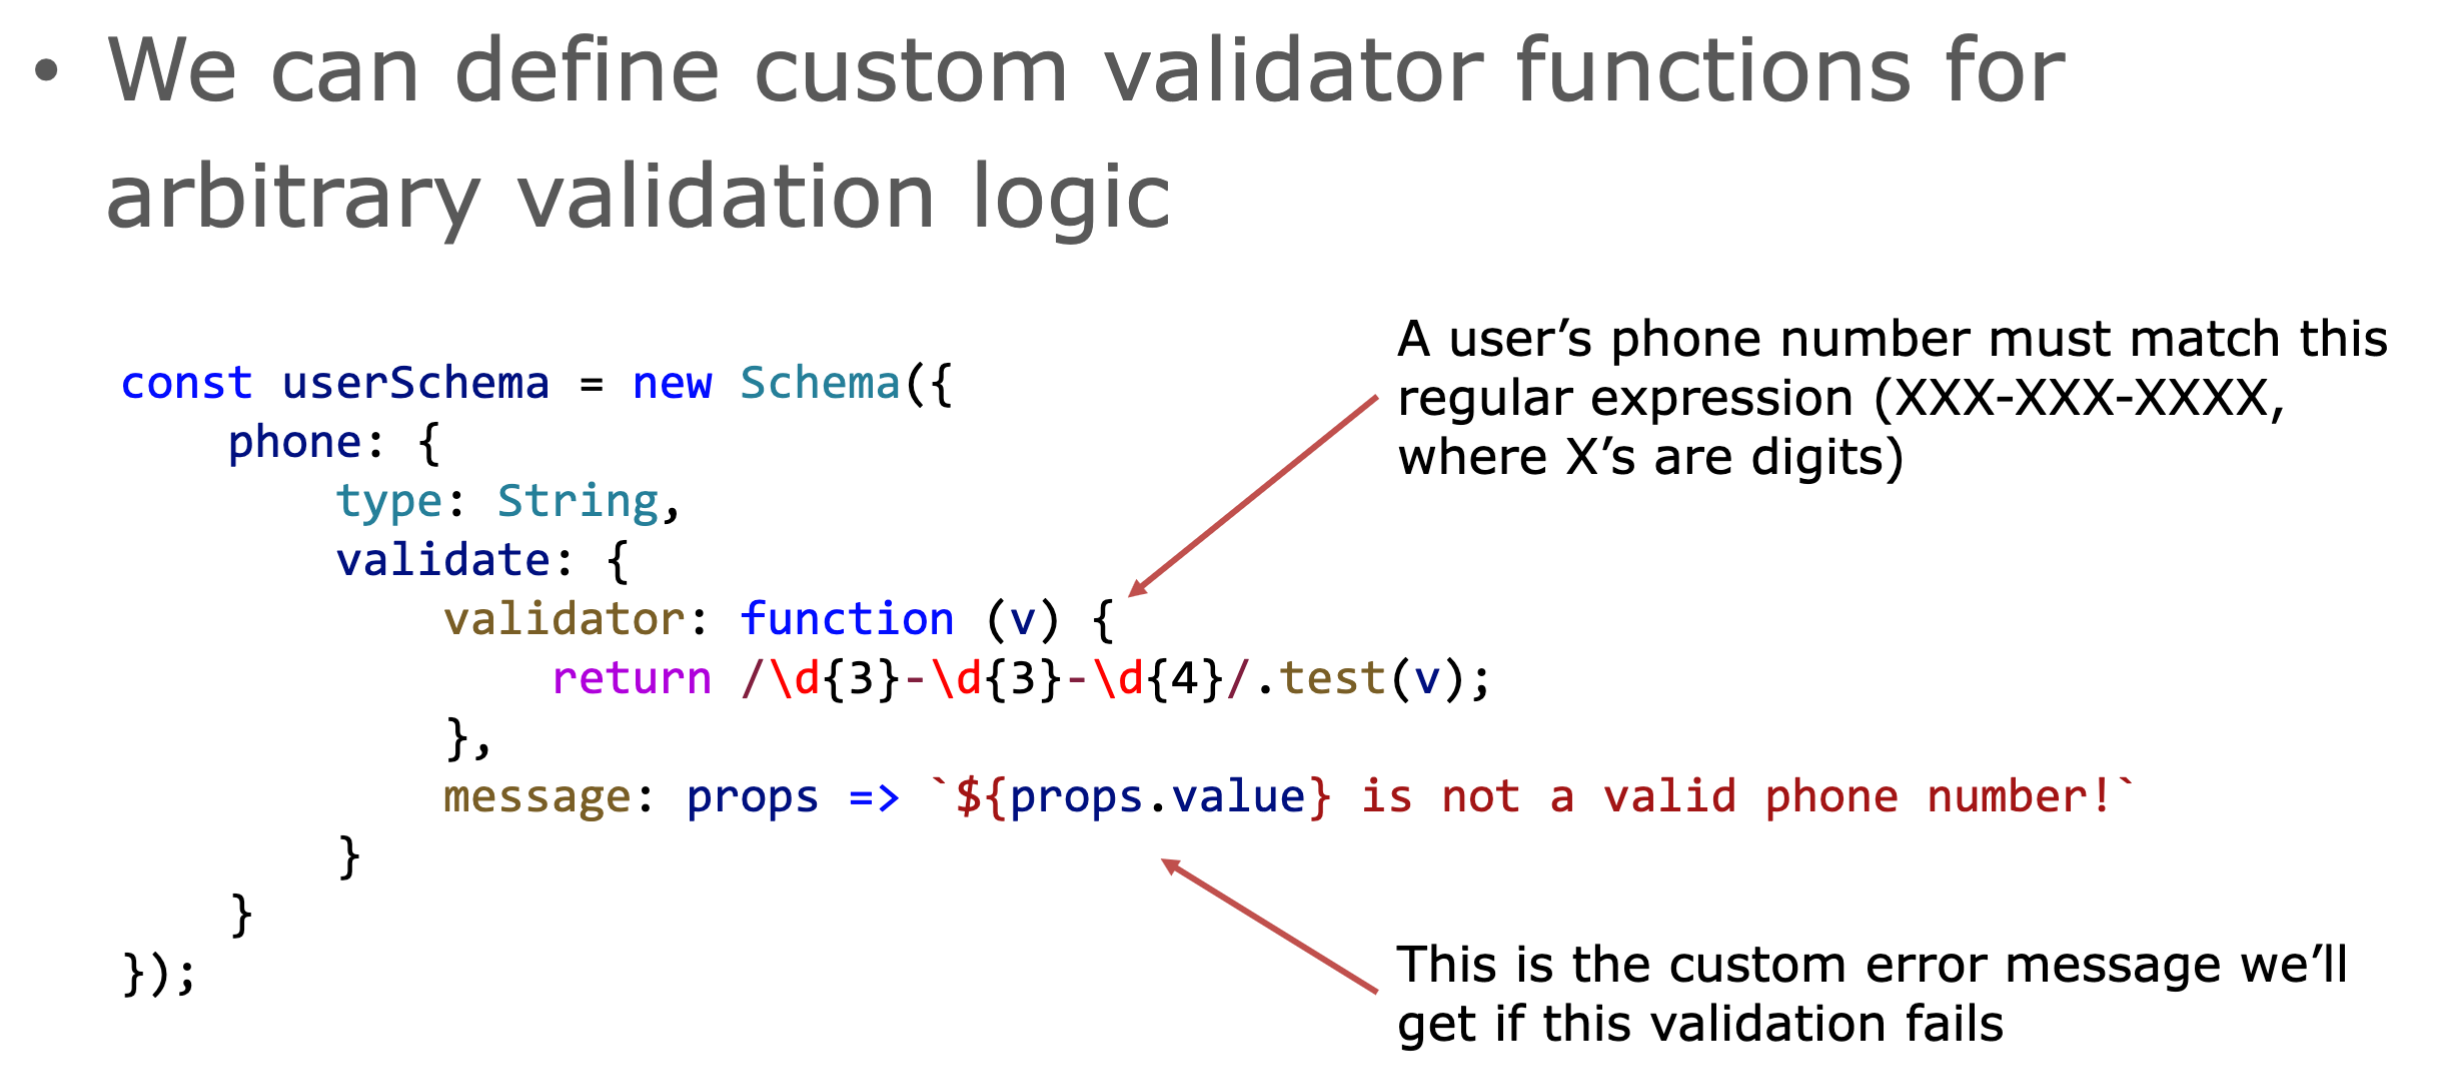 • We can define custom validator functions for
arbitrary validation logic
A user’s phone number must match this
regular expression (XXX-XXX-XXXX,
where X’s are digits)
const userSchema = new Schema({
    phone: {
        type: String,
        validate: {
            validator: function (v) {
                return /\d{3}-\d{3}-\d{4}/.test(v);
            },
            message: props => `${props.value} is not a valid phone number!`
        }
    }
});
This is the custom error message we’ll
get if this validation fails